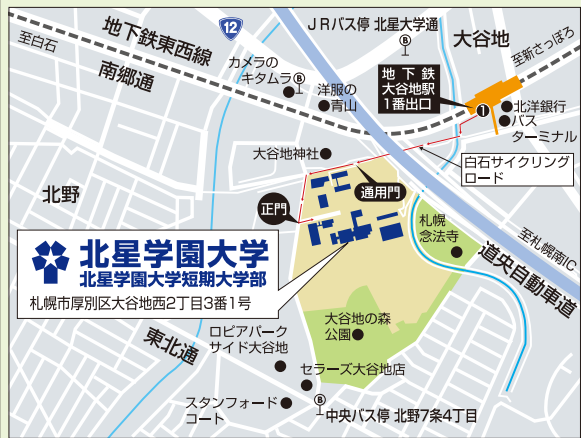 地下鉄東西線
至白石
12
JRバス停 北星大学通
B
大谷地
至新さっぽろ
南郷通
カメラの
キタムラ
B
洋服の
青山
地下鉄
大谷地駅
1番出口
1
北洋銀行
バス
ターミナル
大谷地神社
白石サイクリング
ロード
通用門
北野
正門
札幌
念法寺
至札幌南IC
道央自動車道
北星学園大学
北星学園大学短期大学部
札幌市厚別区大谷地西2丁目3番1号
大谷地の森
公園
東北通
ロピアパーク
サイド大谷地
セラーズ大谷地店
スタンフォード
コート
B
中央バス停 北野7条4丁目